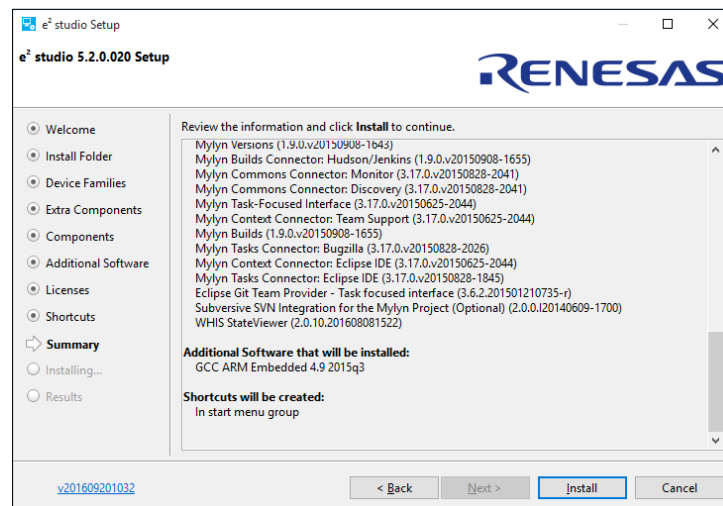 e² studio Setup
e² studio 5.2.0.020 Setup
RENESAS
Welcome
Install Folder
Device Families
Extra Components
Components
Additional Software
Licenses
Shortcuts
Summary
Installing...
Results
Review the information and click Install to continue.
Mylyn Versions (1.9.0.v20150908-1643)
Mylyn Builds Connector: Hudson/Jenkins (1.9.0.v20150908-1655)
Mylyn Commons Connector: Monitor (3.17.0.v20150828-2041)
Mylyn Commons Connector: Discovery (3.17.0.v20150828-2041)
Mylyn Task-Focused Interface (3.17.0.v20150625-2044)
Mylyn Context Connector: Team Support (3.17.0.v20150625-2044)
Mylyn Builds (1.9.0.v20150908-1655)
Mylyn Tasks Connector: Bugzilla (3.17.0.v20150828-2026)
Mylyn Context Connector: Eclipse IDE (3.17.0.v20150625-2044)
Mylyn Tasks Connector: Eclipse IDE (3.17.0.v20150828-1845)
Eclipse Git Team Provider - Task focused interface (3.6.2.201501210735-r)
Subversive SVN Integration for the Mylyn Project (Optional) (2.0.0.I20140609-1700)
WHIS StateViewer (2.0.10.201608081522)
Additional Software that will be installed:
GCC ARM Embedded 4.9 2015q3
Shortcuts will be created:
In start menu group
v201609201032
< Back
Next >
Install
Cancel